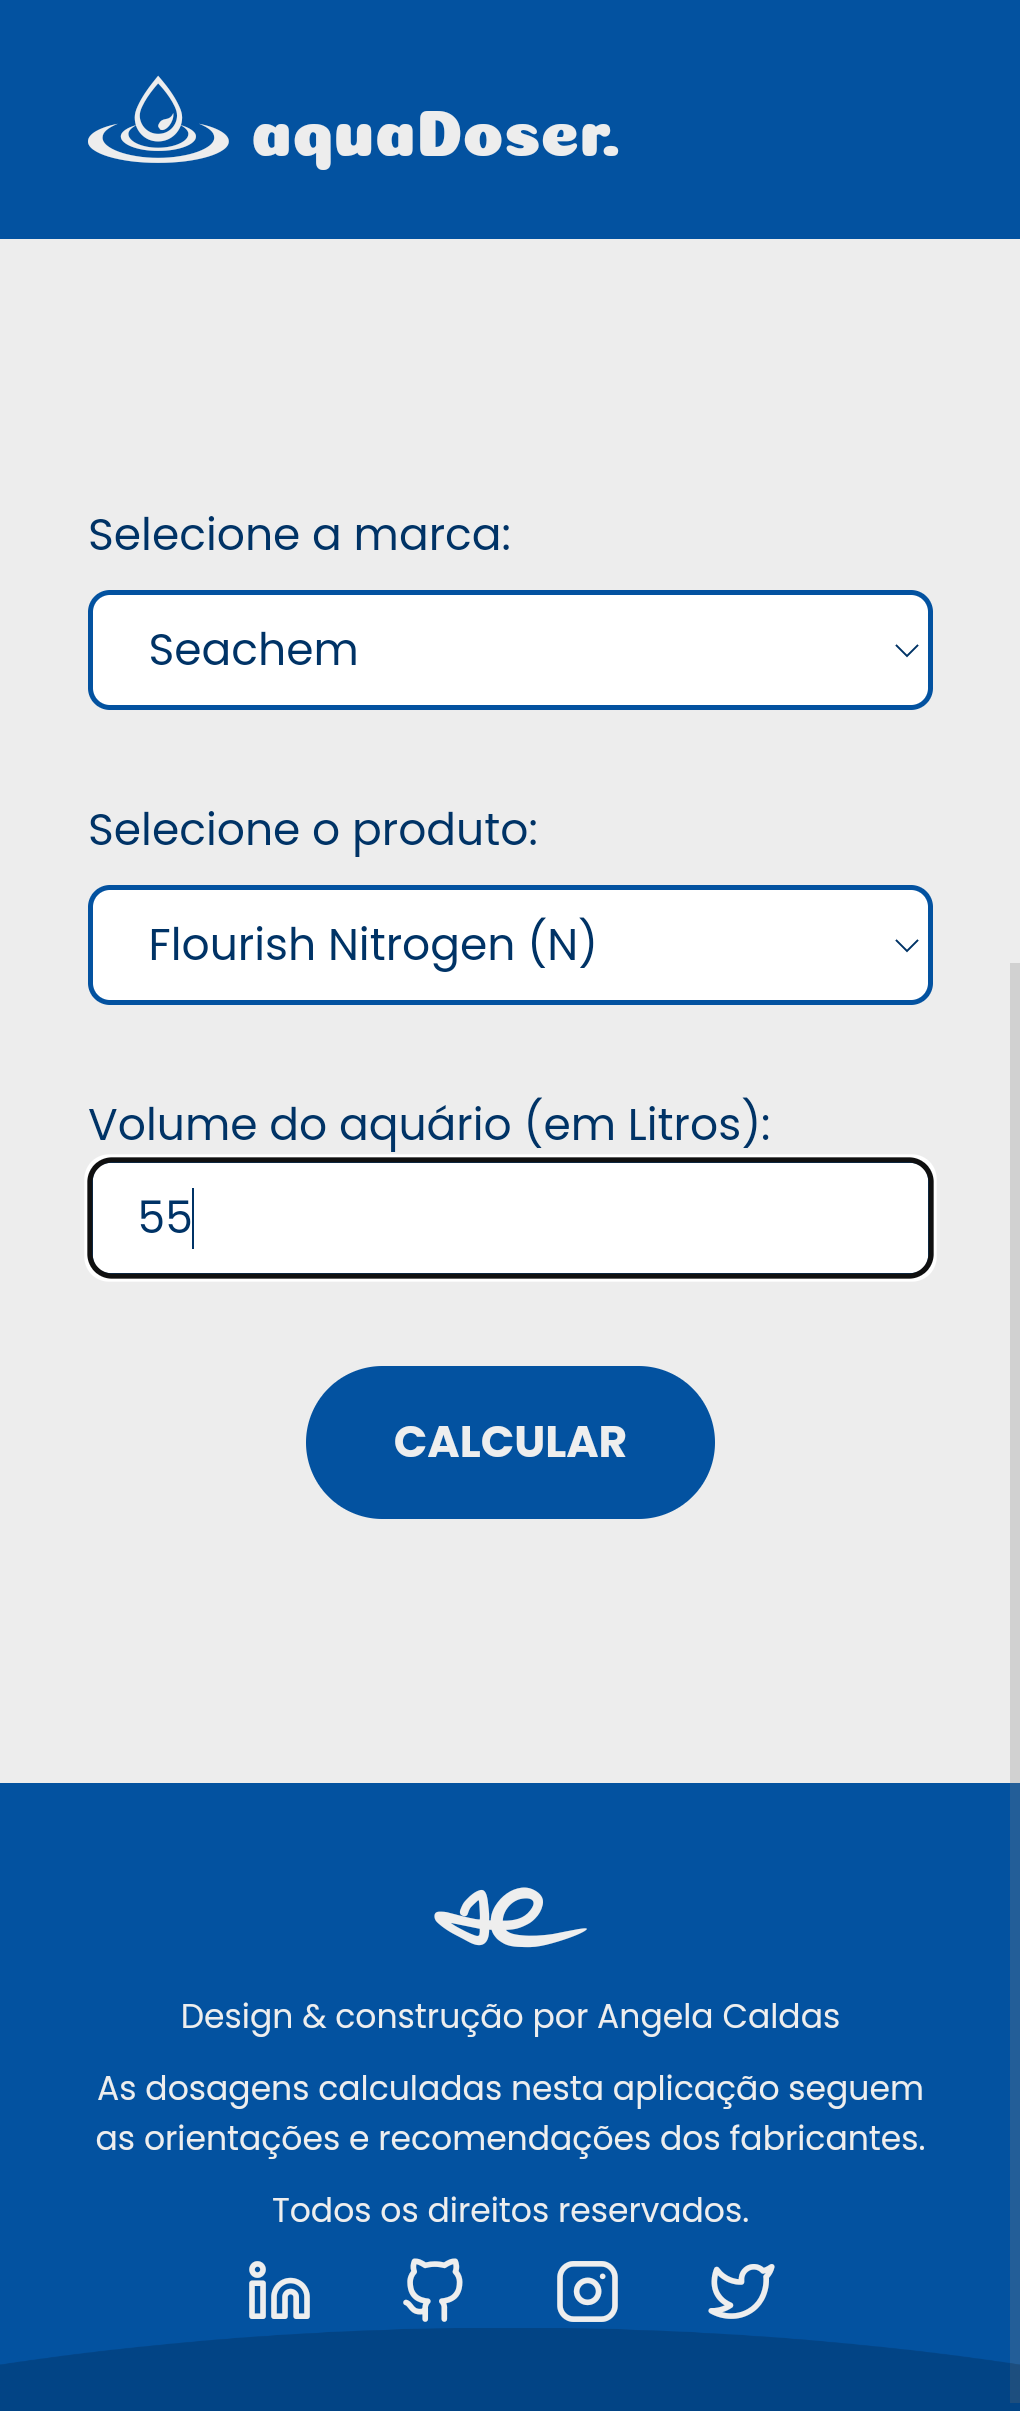 aquaDoser.
Selecione a marca:
Seachem
Selecione o produto:
Flourish Nitrogen (N)
Volume do aquário (em Litros):
55
CALCULAR
Design & construção por Angela Caldas
As dosagens calculadas nesta aplicação seguem
as orientações e recomendações dos fabricantes.
Todos os direitos reservados.